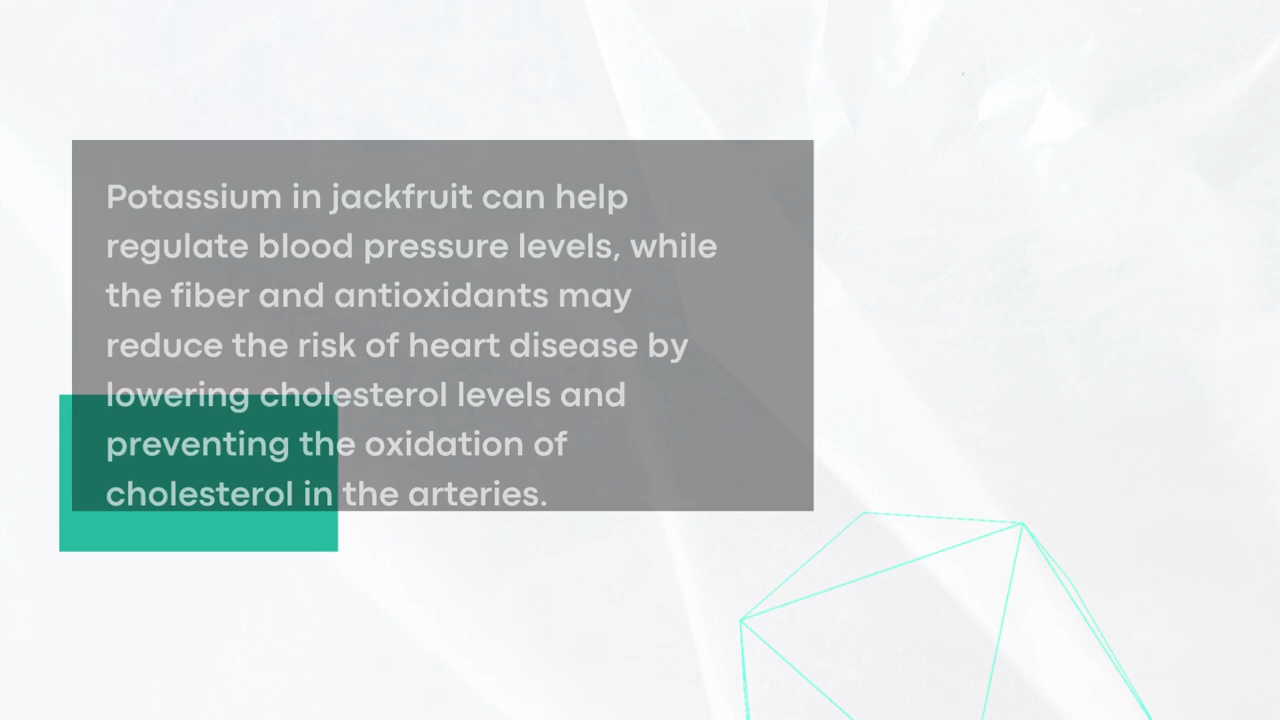 Potassium in jackfruit can help
regulate blood pressure levels, while
the fiber and antioxidants may
reduce the risk of heart disease by
lowering cholesterol levels and
preventing the oxidation of
cholesterol in the arteries.